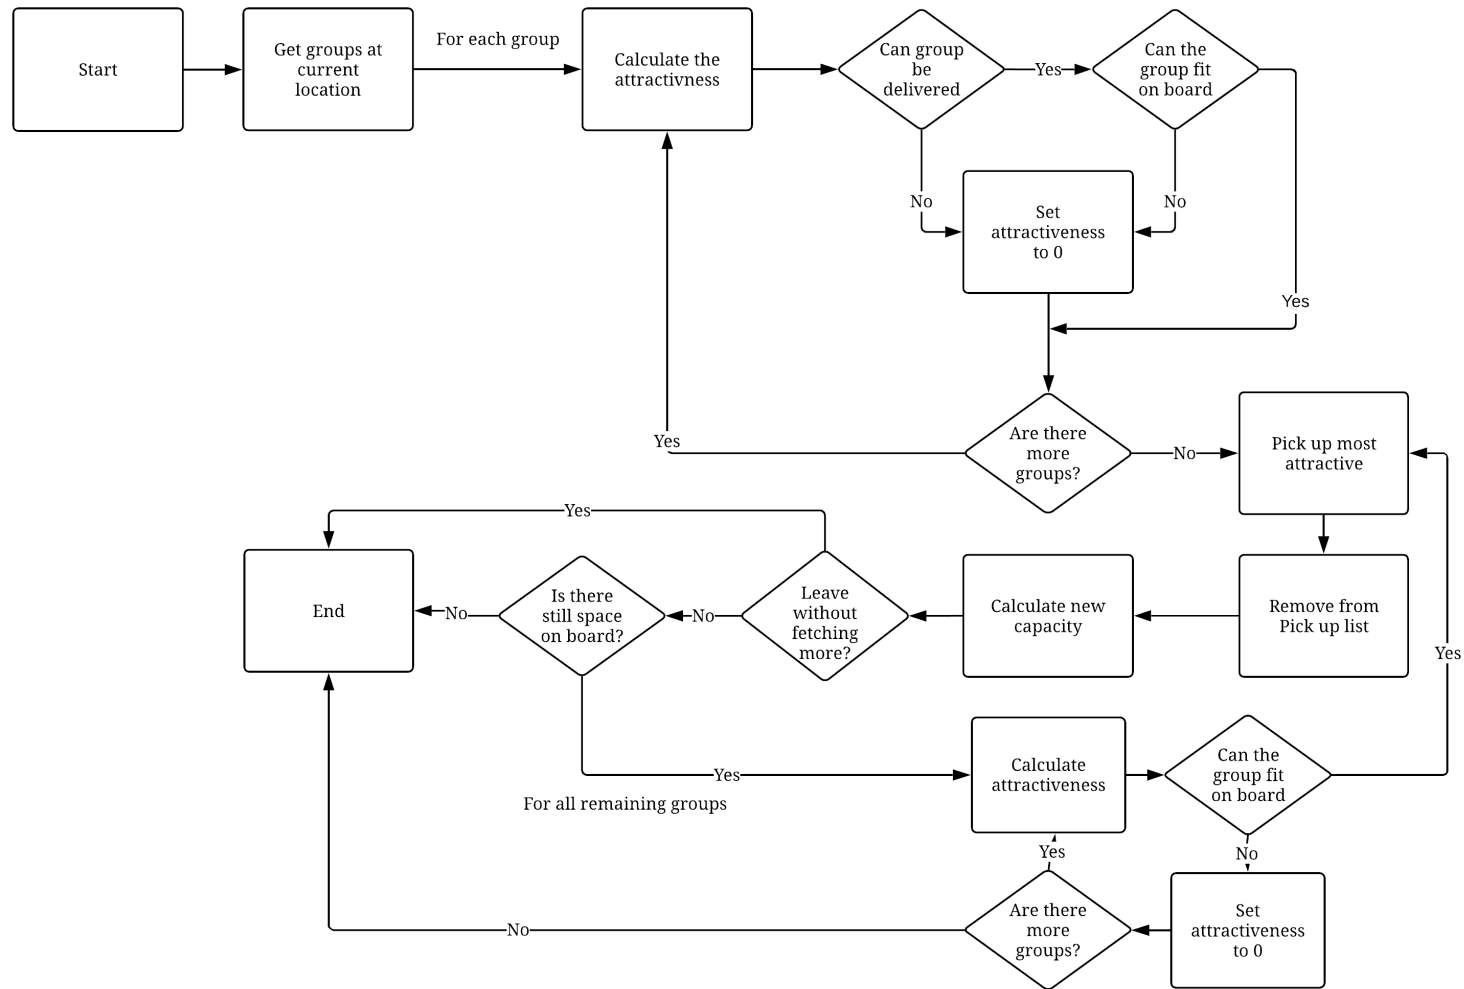 Start
Get groups at
current
location
For each group
Calculate the
attractivness
Can group
be
delivered
Yes
Can the
group fit
on board
No
No
Set
attractiveness
to 0
Yes
Are there
more
groups?
Yes
No
Pick up most
attractive
Yes
End
No
Is there
still space
on board?
No
Leave
without
fetching
more?
Calculate new
capacity
Remove from
Pick up list
Yes
Yes
For all remaining groups
Calculate
attractiveness
Can the
group fit
on board
Yes
No
No
Are there
more
groups?
Set
attractiveness
to 0